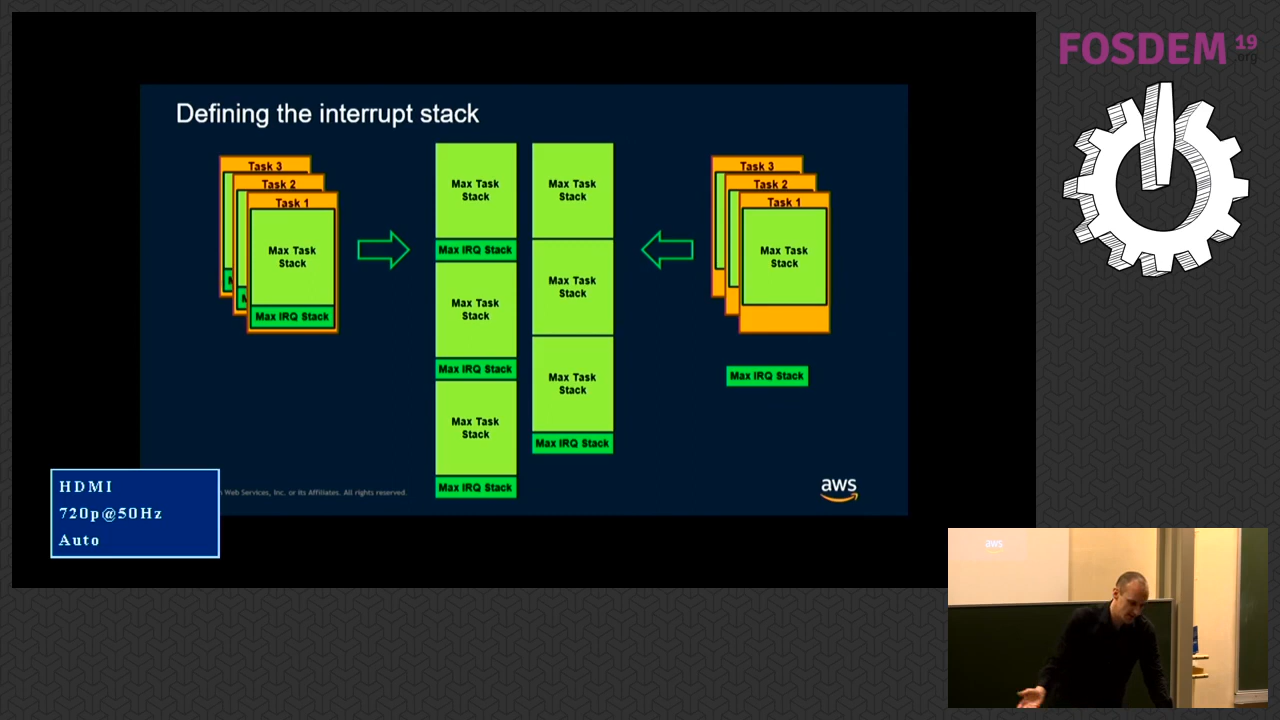 FOSDEM 19
.org
Defining the interrupt stack
Task 3
Task 2
Task 1
Max Task
Stack
Max IRQ Stack
Max Task
Stack
Max IRQ Stack
Max Task
Stack
Max IRQ Stack
Max Task
Stack
Max IRQ Stack
Max Task
Stack
Max Task
Stack
Max Task
Stack
Max IRQ Stack
Task 3
Task 2
Task 1
Max Task
Stack
Max IRQ Stack
Web Services, Inc. or its Affiliates. All rights reserved.
aws
HDMI
720p@50Hz
Auto
aws